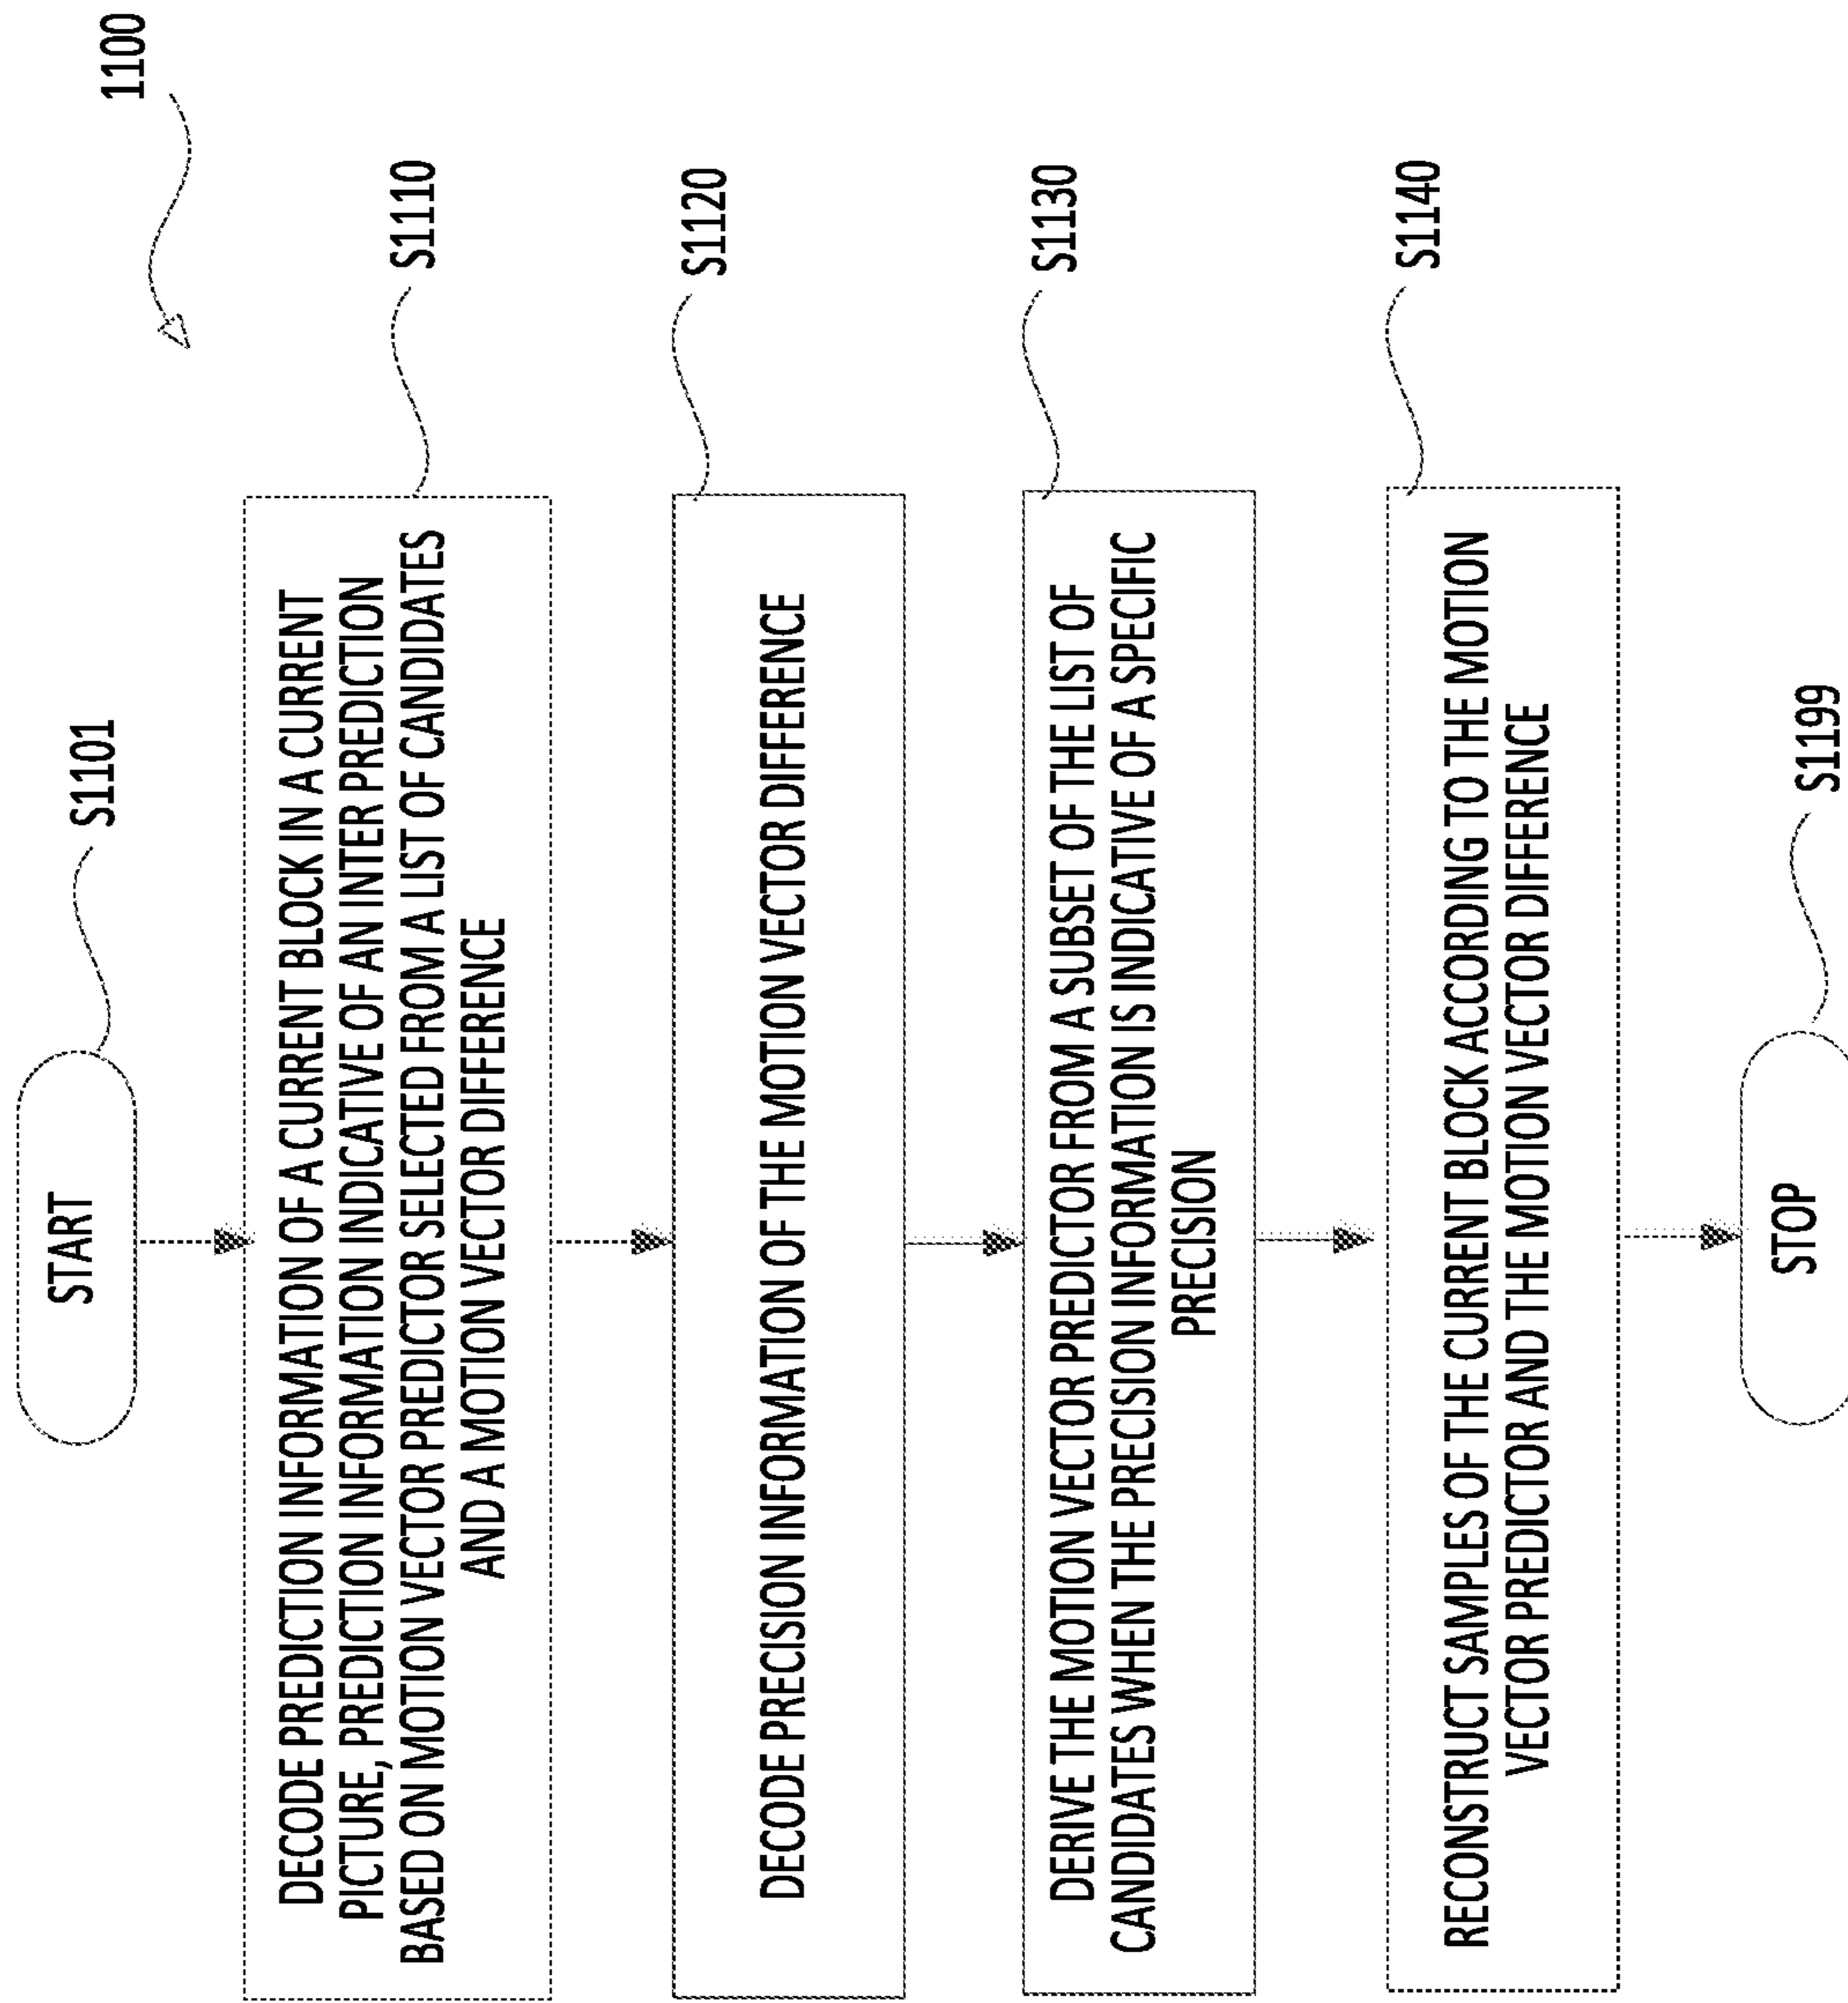 1100
START
S1101
DECODE PREDICTION INFORMATION OF A CURRENT BLOCK IN A CURRENT
PICTURE, PREDICTION INFORMATION INDICATIVE OF AN INTER PREDICTION
BASED ON MOTION VECTOR PREDICTOR SELECTED FROM A LIST OF CANDIDATES
AND A MOTION VECTOR DIFFERENCE
S1110
DECODE PRECISION INFORMATION OF THE MOTION VECTOR DIFFERENCE
S1120
DERIVE THE MOTION VECTOR PREDICTOR FROM A SUBSET OF THE LIST OF
CANDIDATES WHEN THE PRECISION INFORMATION IS INDICATIVE OF A SPECIFIC
PRECISION
S1130
RECONSTRUCT SAMPLES OF THE CURRENT BLOCK ACCORDING TO THE MOTION
VECTOR PREDICTOR AND THE MOTION VECTOR DIFFERENCE
S1140
STOP
S1199